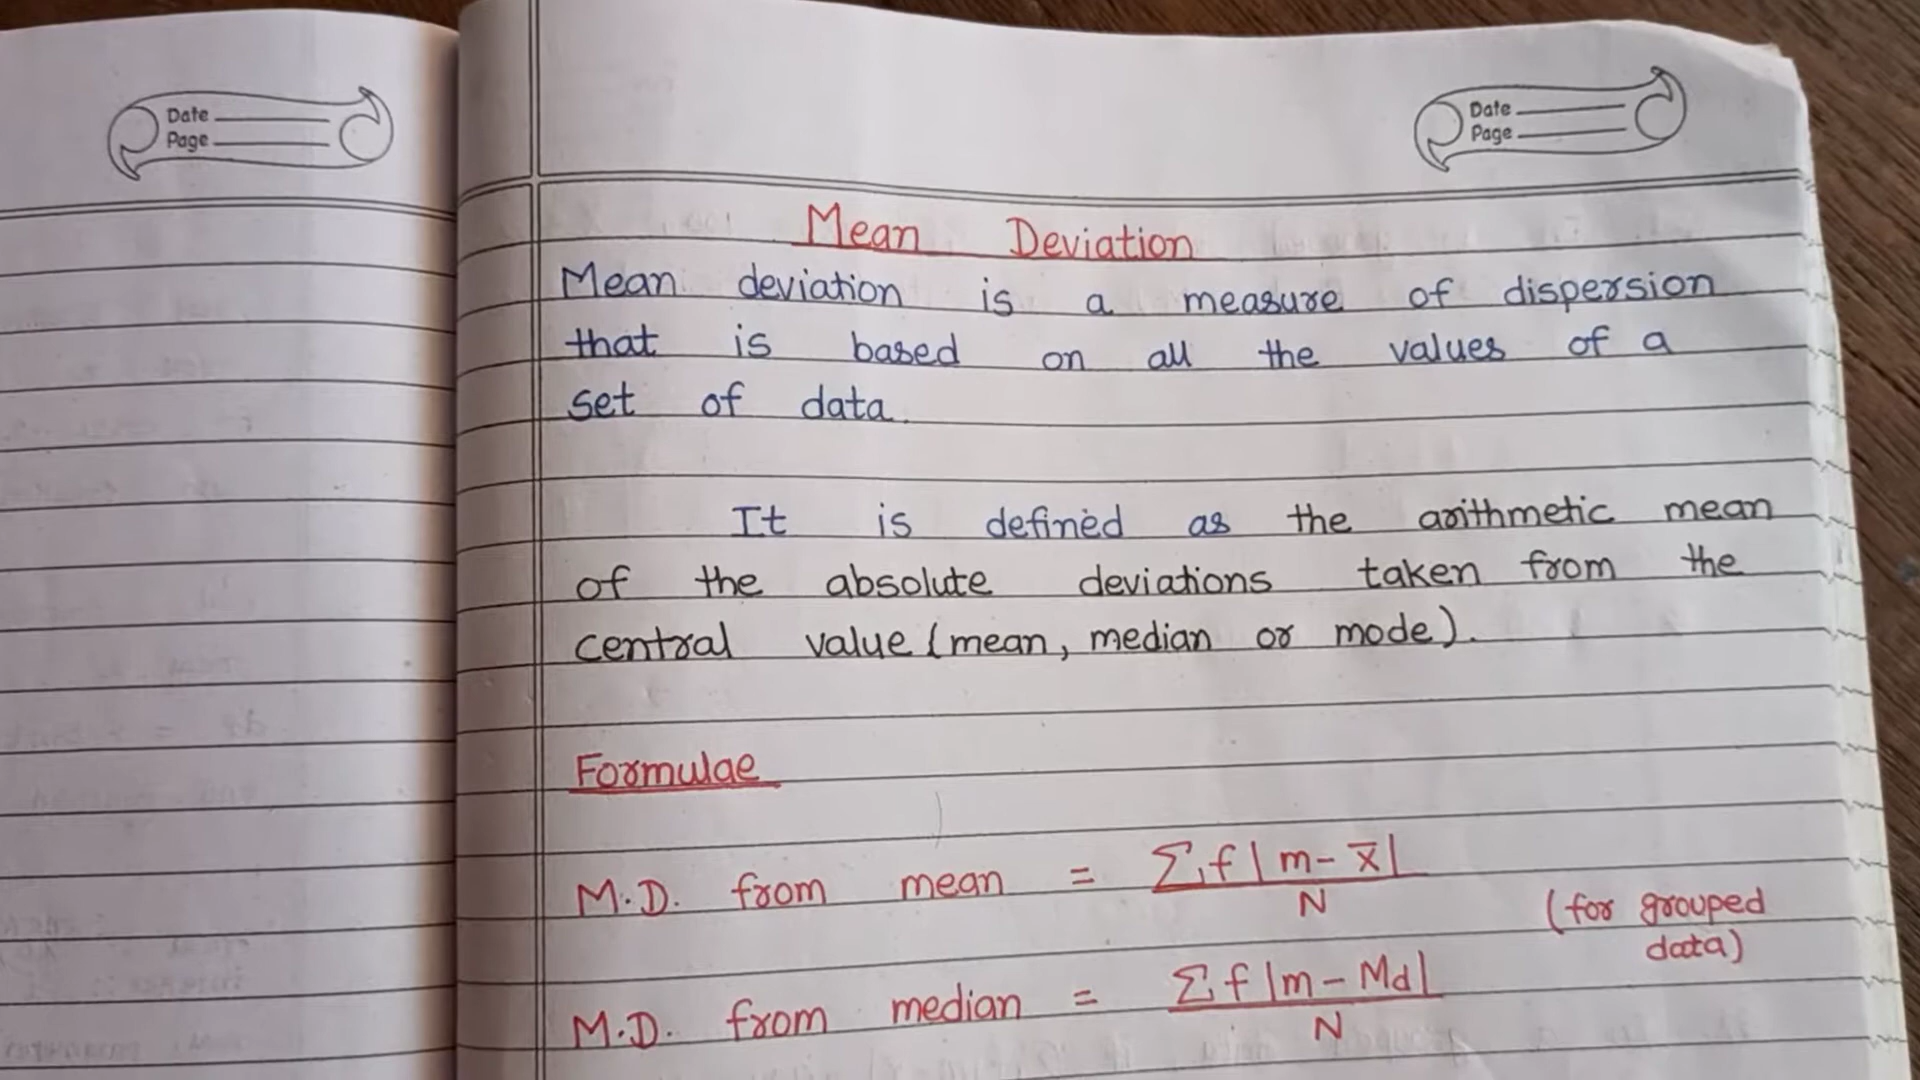 Date
Page
Date
Page
Mean Deviation
Mean deviation is a measure of dispersion
that is based on all the values of a
set of data.
It is defined as the arithmetic mean
of the absolute deviations taken from the
central value (mean, median or mode).
Formulae
M.D. from mean = Σf|m - x̅|
N
(for grouped
data)
M.D. from median = Σf|m - Md|
N